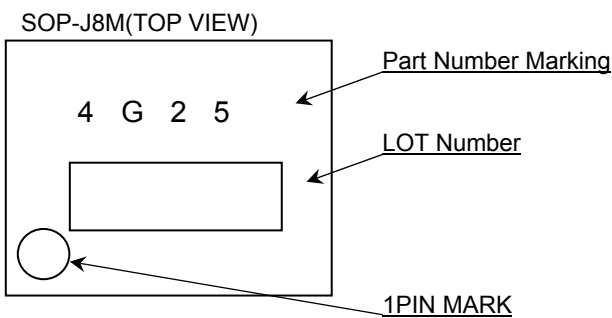 SOP-J8M(TOP VIEW)
Part Number Marking
4 G 2 5
LOT Number
1PIN MARK